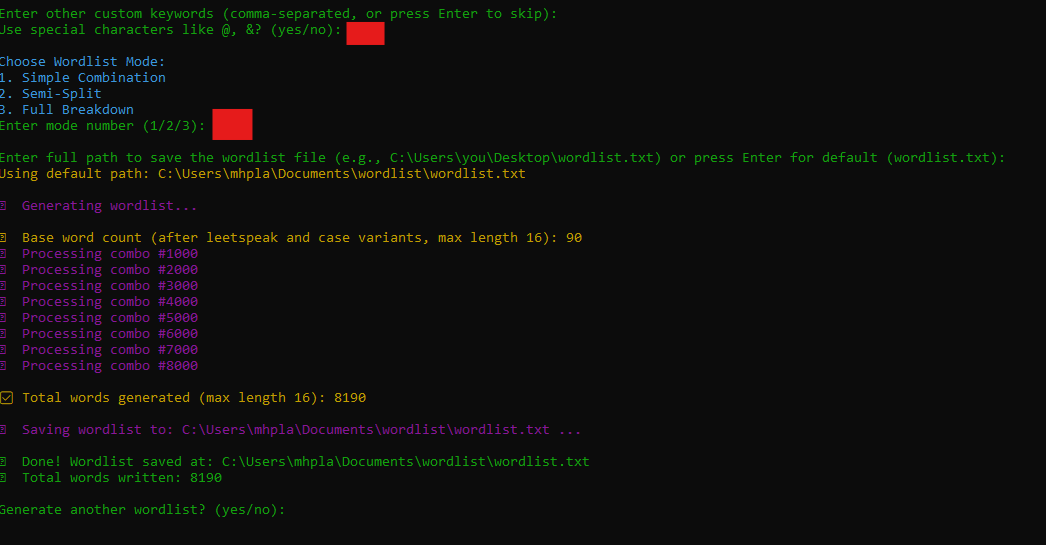 Enter other custom keywords (comma-separated, or press Enter to skip):
Use special characters like @, &? (yes/no):
Choose Wordlist Mode:
1. Simple Combination
2. Semi-Split
3. Full Breakdown
Enter mode number (1/2/3):
Enter full path to save the wordlist file (e.g., C:\Users\you\Desktop\wordlist.txt) or press Enter for default (wordlist.txt):
Using default path: C:\Users\mhpla\Documents\wordlist\wordlist.txt
Generating wordlist...
Base word count (after leetspeak and case variants, max length 16): 90
Processing combo #1000
Processing combo #2000
Processing combo #3000
Processing combo #4000
Processing combo #5000
Processing combo #6000
Processing combo #7000
Processing combo #8000
Total words generated (max length 16): 8190
Saving wordlist to: C:\Users\mhpla\Documents\wordlist\wordlist.txt ...
Done! Wordlist saved at: C:\Users\mhpla\Documents\wordlist\wordlist.txt
Total words written: 8190
Generate another wordlist? (yes/no):